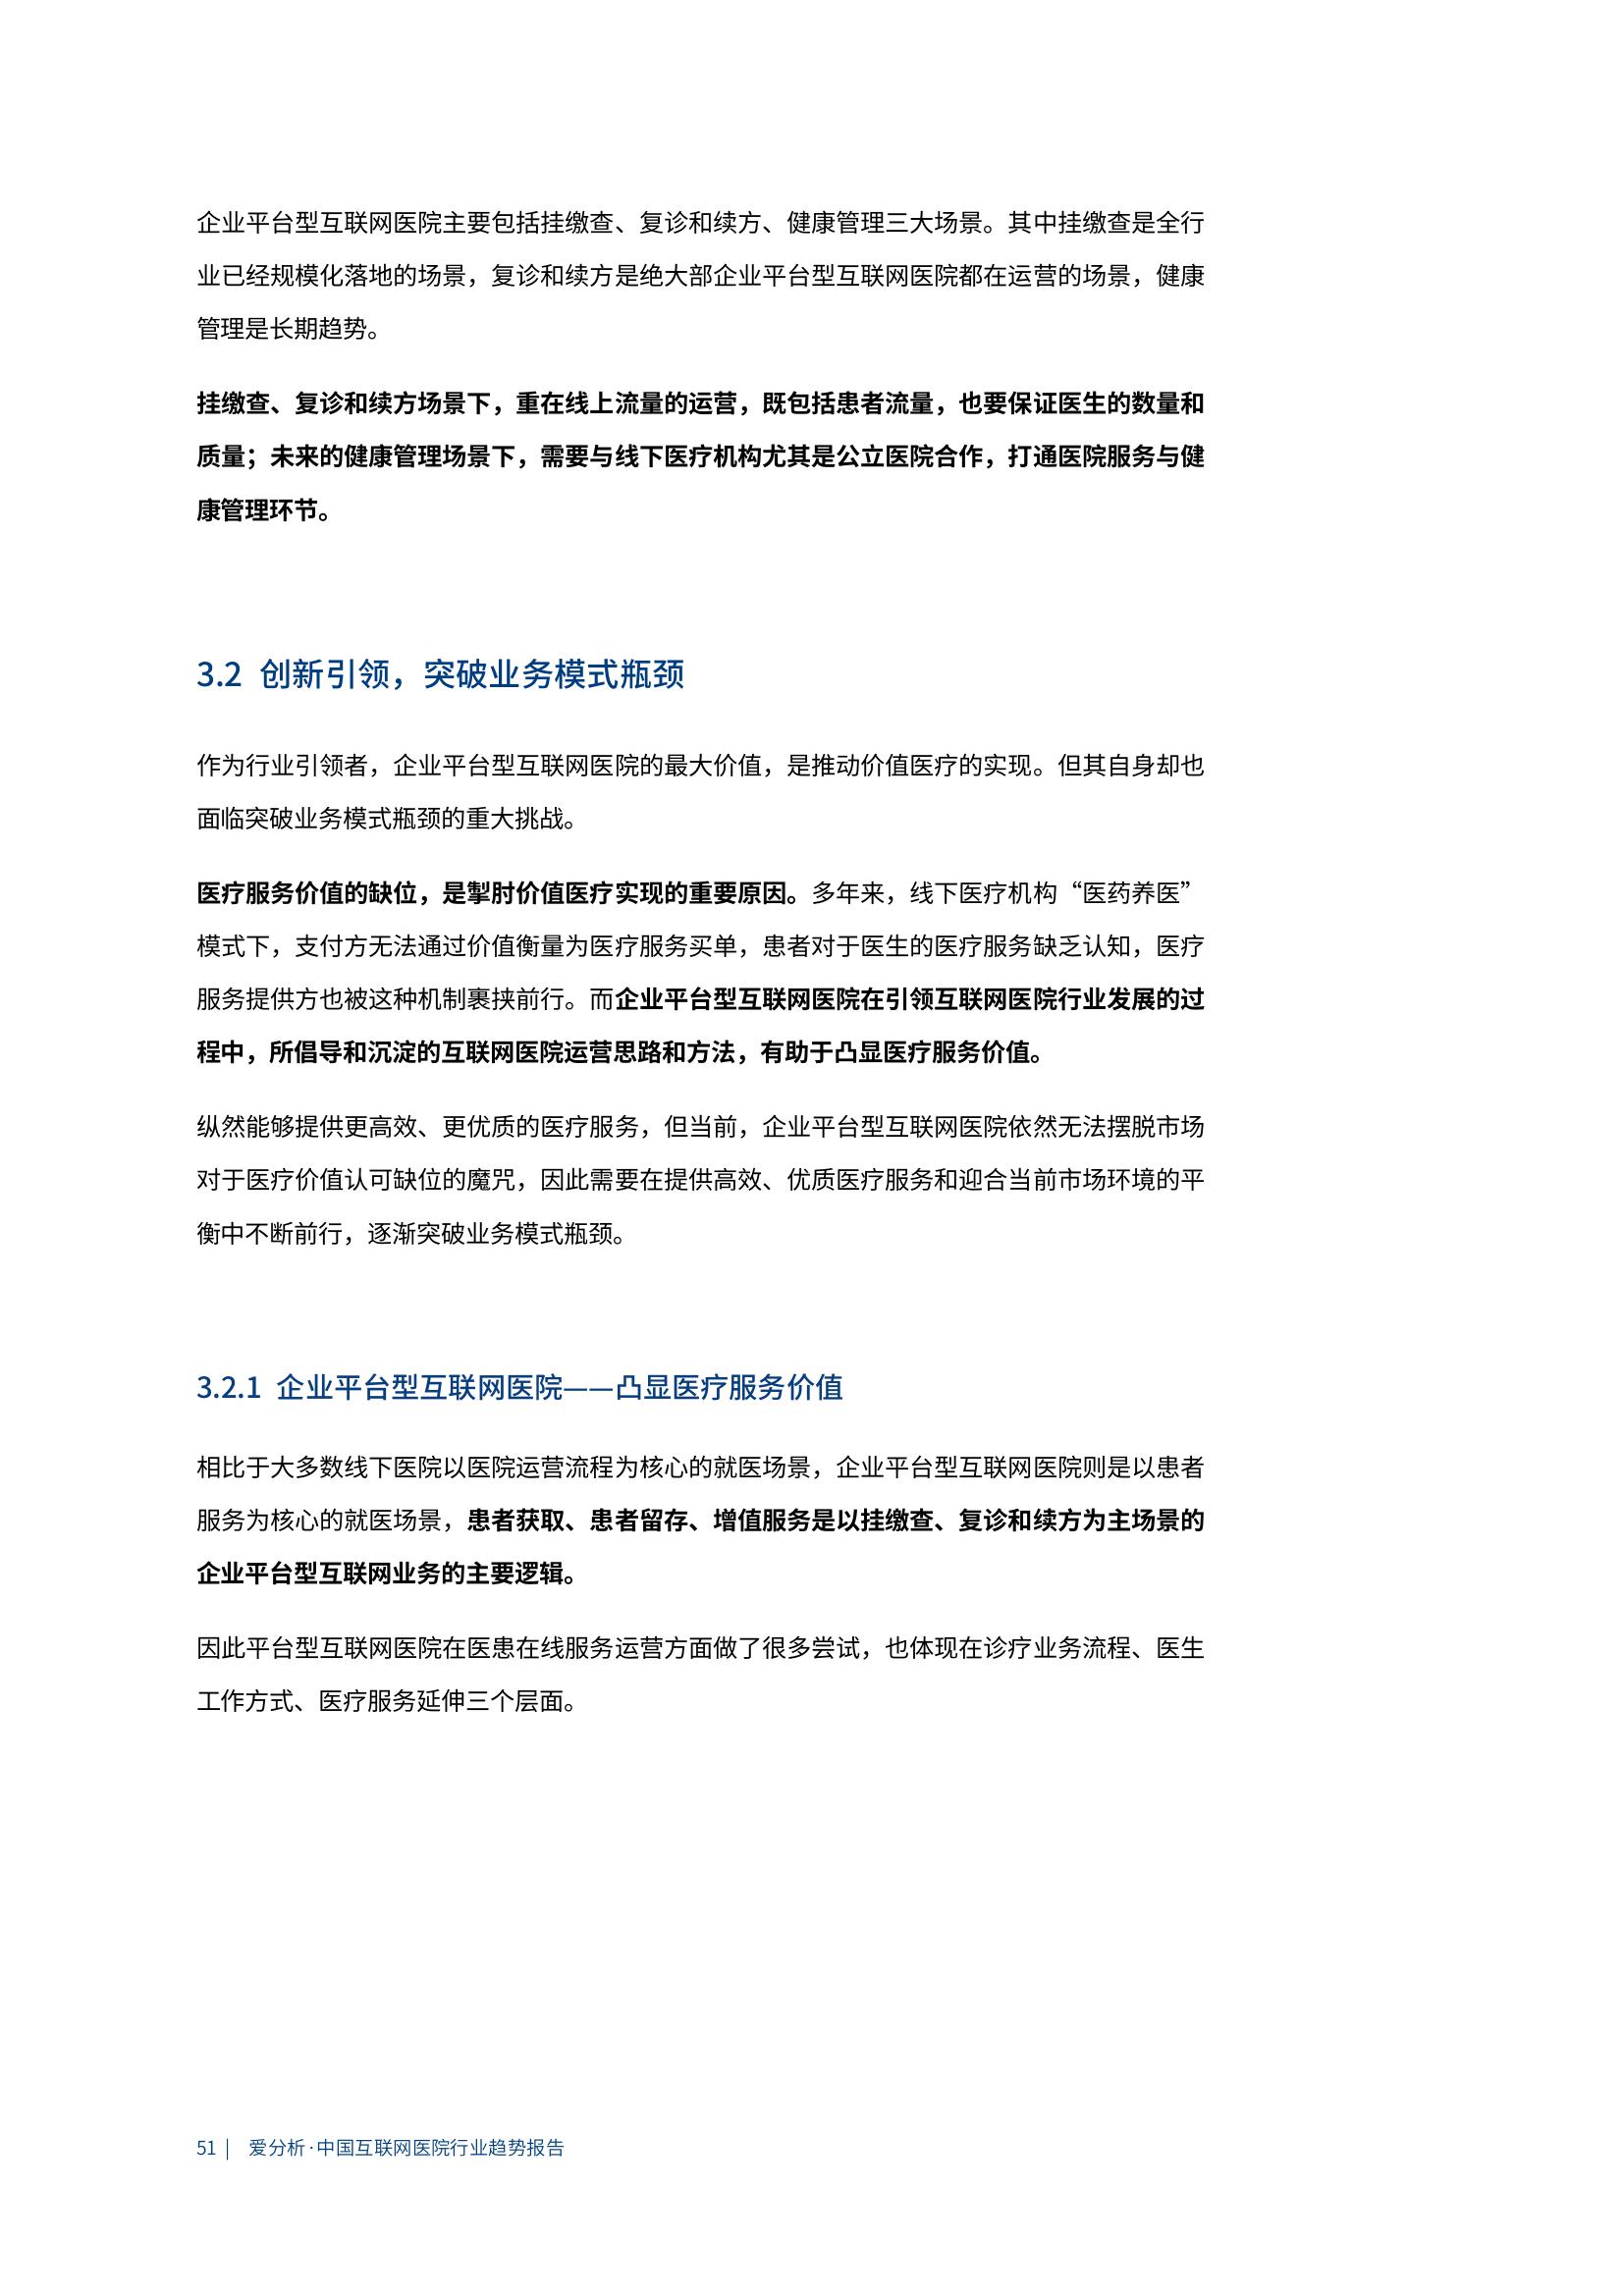 企业平台型互联网医院主要包括挂缴查、复诊和续方、健康管理三大场景。其中挂缴查是全行
业已经规模化落地的场景，复诊和续方是绝大部企业平台型互联网医院都在运营的场景，健康
管理是长期趋势。
挂缴查、复诊和续方场景下，重在线上流量的运营，既包括患者流量，也要保证医生的数量和
质量；未来的健康管理场景下，需要与线下医疗机构尤其是公立医院合作，打通医院服务与健
康管理环节。
3.2 创新引领，突破业务模式瓶颈
作为行业引领者，企业平台型互联网医院的最大价值，是推动价值医疗的实现。但其自身却也
面临突破业务模式瓶颈的重大挑战。
医疗服务价值的缺位，是掣肘价值医疗实现的重要原因。多年来，线下医疗机构“医药养医”
模式下，支付方无法通过价值衡量为医疗服务买单，患者对于医生的医疗服务缺乏认知，医疗
服务提供方也被这种机制裹挟前行。而企业平台型互联网医院在引领互联网医院行业发展的过
程中，所倡导和沉淀的互联网医院运营思路和方法，有助于凸显医疗服务价值。
纵然能够提供更高效、更优质的医疗服务，但当前，企业平台型互联网医院依然无法摆脱市场
对于医疗价值认可缺位的魔咒，因此需要在提供高效、优质医疗服务和迎合当前市场环境的平
衡中不断前行，逐渐突破业务模式瓶颈。
3.2.1 企业平台型互联网医院——凸显医疗服务价值
相比于大多数线下医院以医院运营流程为核心的就医场景，企业平台型互联网医院则是以患者
服务为核心的就医场景，患者获取、患者留存、增值服务是以挂缴查、复诊和续方为主场景的
企业平台型互联网业务的主要逻辑。
因此平台型互联网医院在医患在线服务运营方面做了很多尝试，也体现在诊疗业务流程、医生
工作方式、医疗服务延伸三个层面。
51 | 爱分析·中国互联网医院行业趋势报告